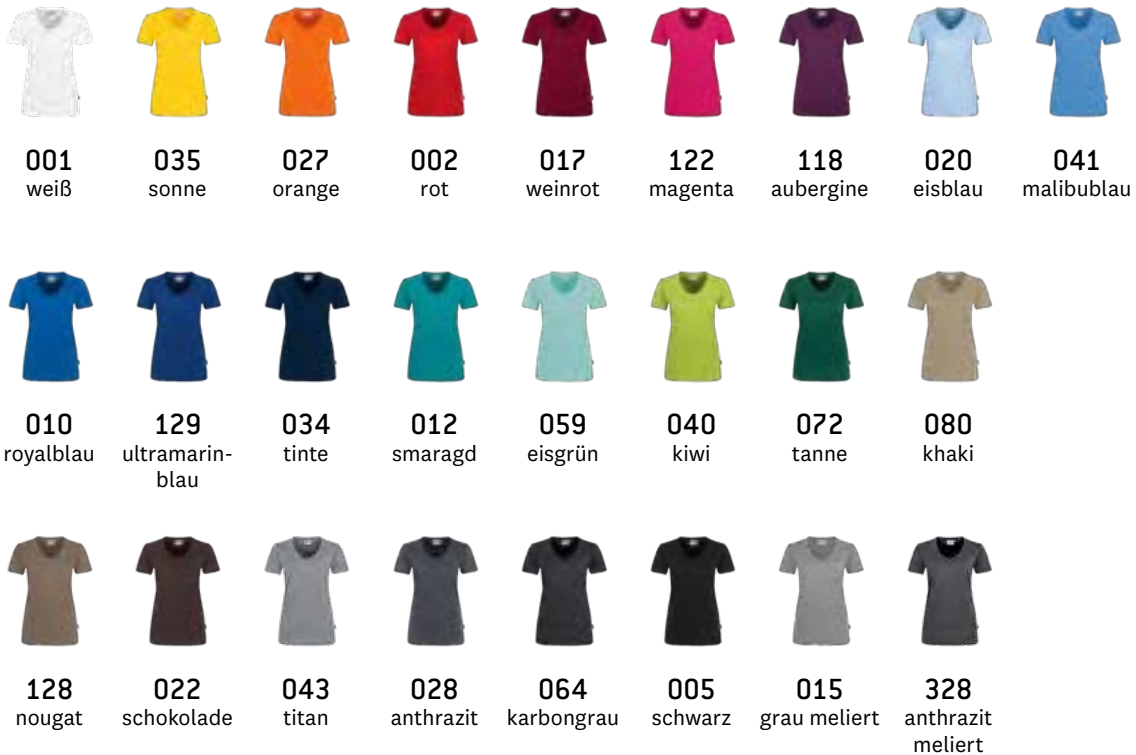 001 035 027 002 017 122 118 020 041
weiß sonne orange rot weinrot magenta aubergine eisblau malibublau
010 129 034 012 059 040 072 080
royalblau ultramarin- tinte smaragd eisgrün kiwi tanne khaki
blau
128 022 043 028 064 005 015 328
nougat schokolade titan anthrazit karbongrau schwarz grau meliert anthrazit
meliert